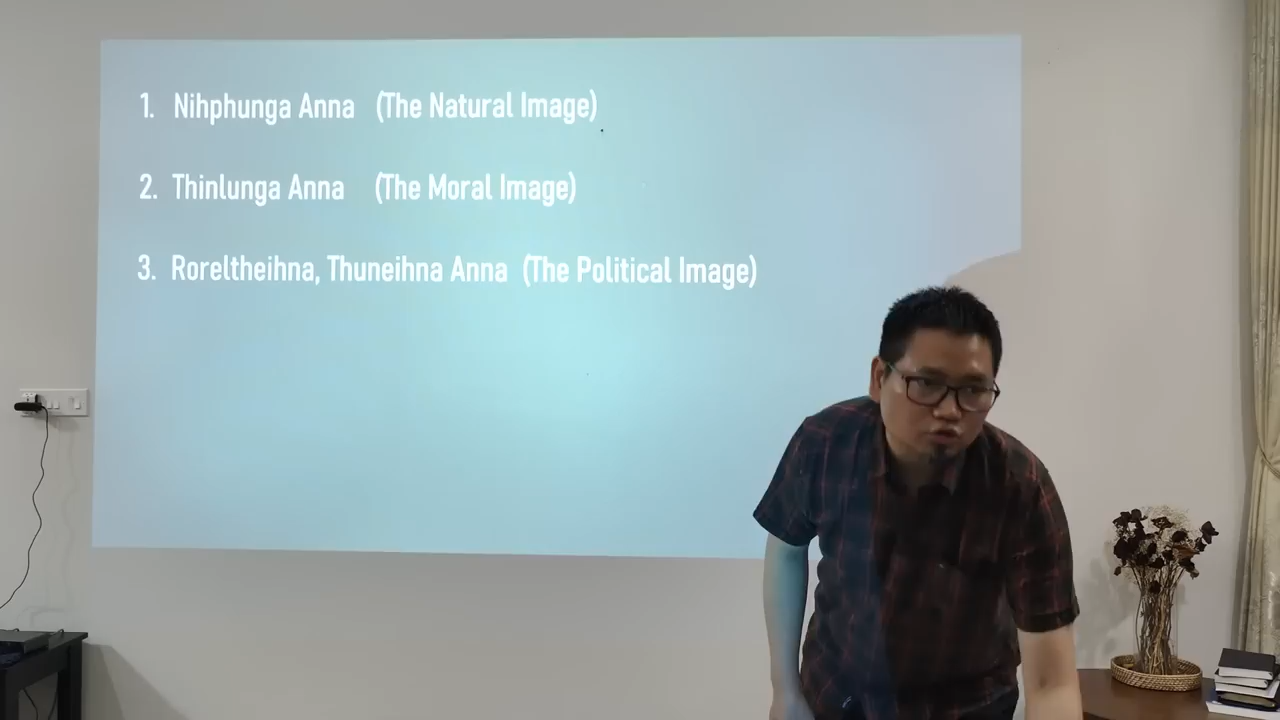 1. Nihphunga Anna (The Natural Image)
2. Thinlunga Anna (The Moral Image)
3. Roreltheihna, Thuneihna Anna (The Political Image)